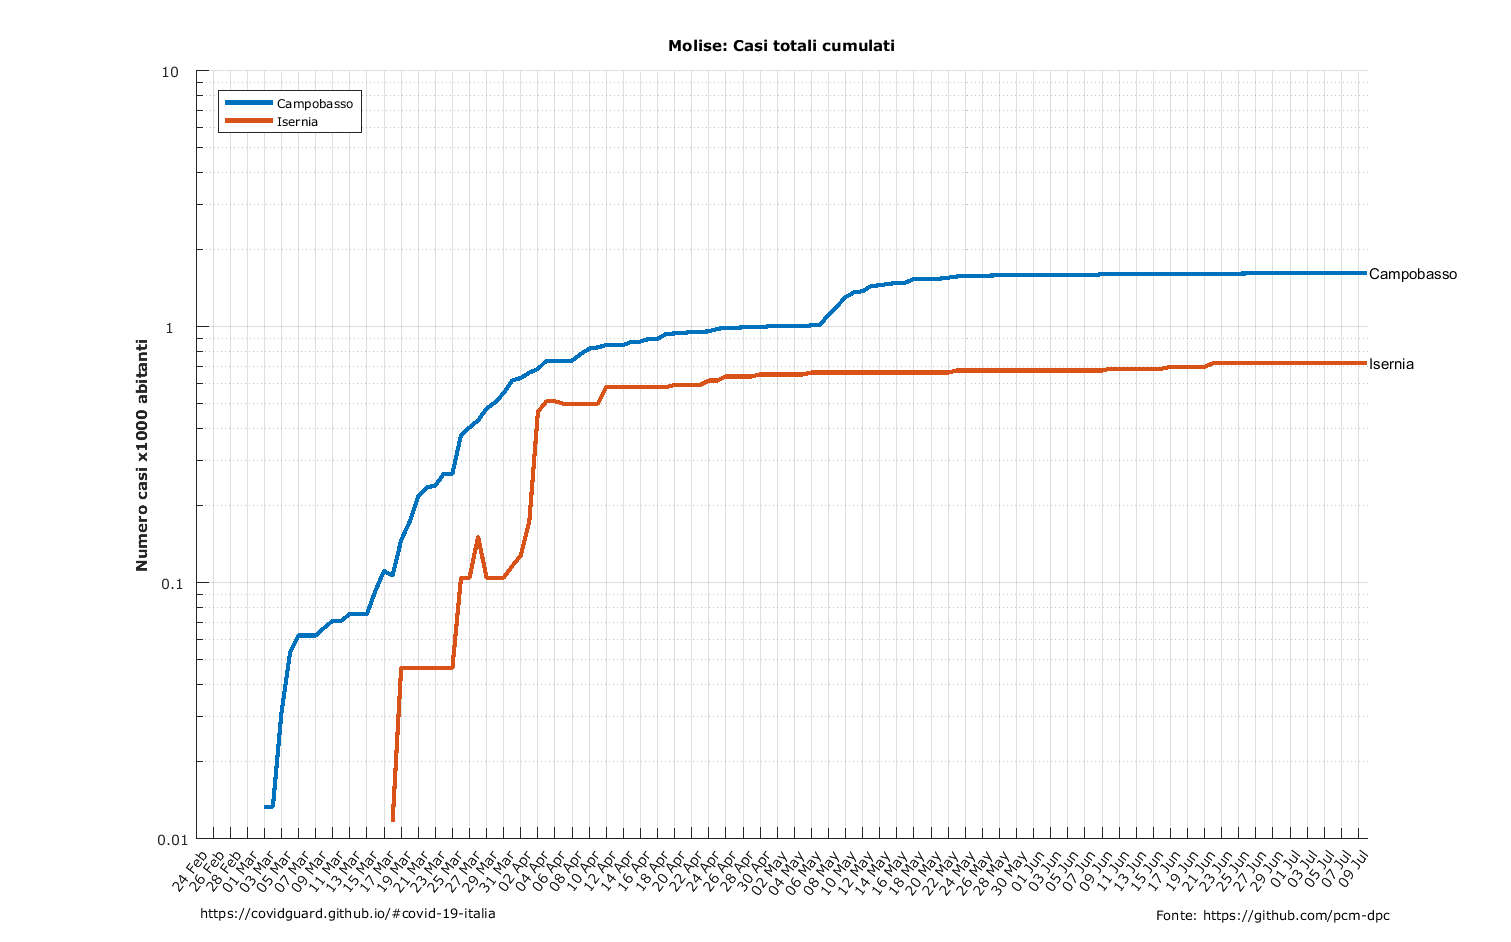 Molise: Casi totali cumulati
10
1
0.1
0.01
Numero casi x1000 abitanti
Campobasso
Isernia
Campobasso
Isernia
24 Feb
26 Feb
28 Feb
01 Mar
03 Mar
05 Mar
07 Mar
09 Mar
11 Mar
13 Mar
15 Mar
17 Mar
19 Mar
21 Mar
23 Mar
25 Mar
27 Mar
29 Mar
31 Mar
02 Apr
04 Apr
06 Apr
08 Apr
10 Apr
12 Apr
14 Apr
16 Apr
18 Apr
20 Apr
22 Apr
24 Apr
26 Apr
28 Apr
30 Apr
02 May
04 May
06 May
08 May
10 May
12 May
14 May
16 May
18 May
20 May
22 May
24 May
26 May
28 May
30 May
01 Jun
03 Jun
05 Jun
07 Jun
09 Jun
11 Jun
13 Jun
15 Jun
17 Jun
19 Jun
21 Jun
23 Jun
25 Jun
27 Jun
29 Jun
01 Jul
03 Jul
05 Jul
07 Jul
09 Jul
https://covidguard.github.io/#covid-19-italia
Fonte: https://github.com/pcm-dpc